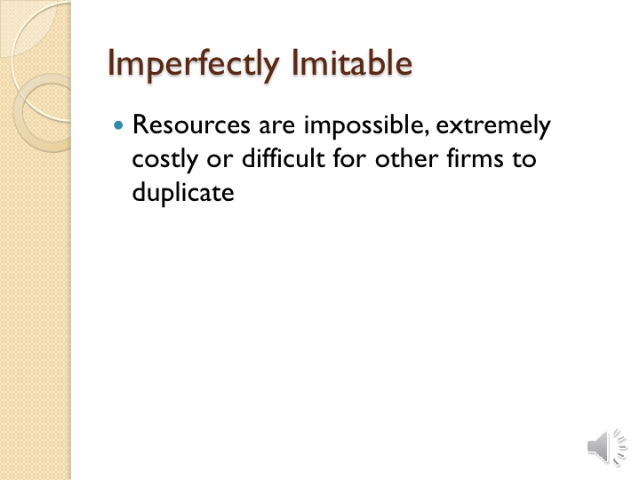 Imperfectly Imitable
• Resources are impossible, extremely
costly or difficult for other firms to
duplicate